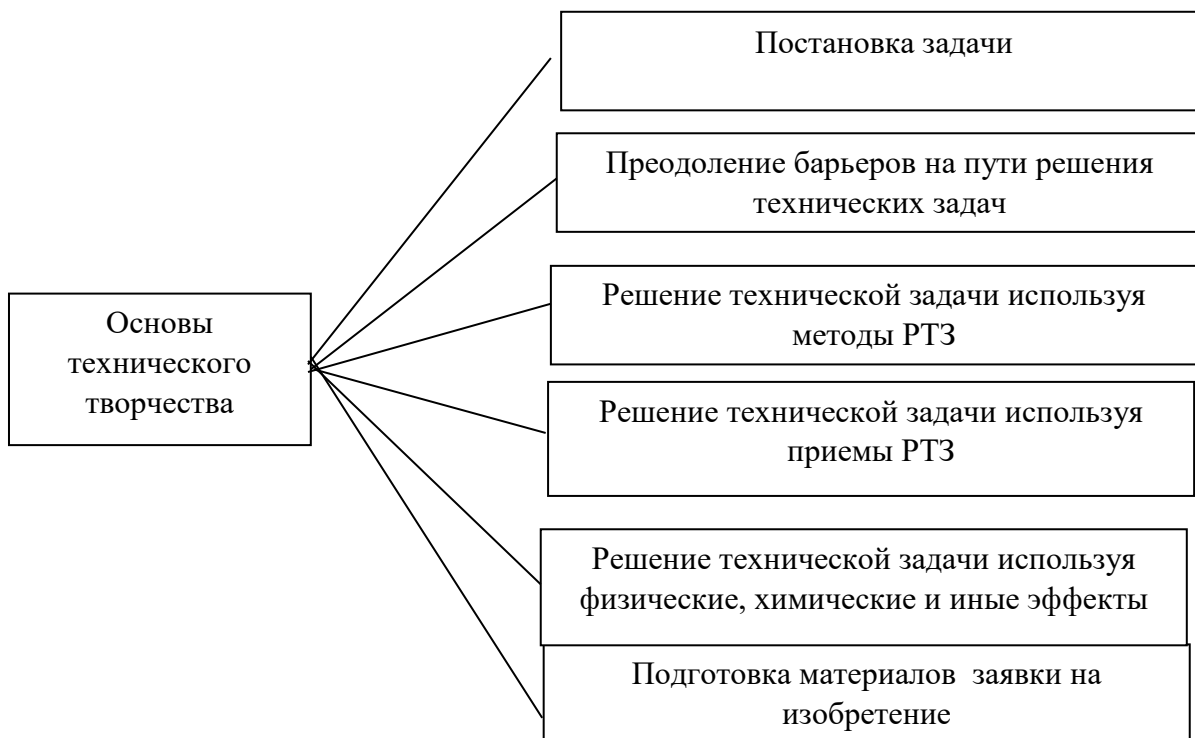 Постановка задачи
Преодоление барьеров на пути решения
технических задач
Решение технической задачи используя
методы РТЗ
Основы
технического
творчества
Решение технической задачи используя
приемы РТЗ
Решение технической задачи используя
физические, химические и иные эффекты
Подготовка материалов  заявки на
изобретение